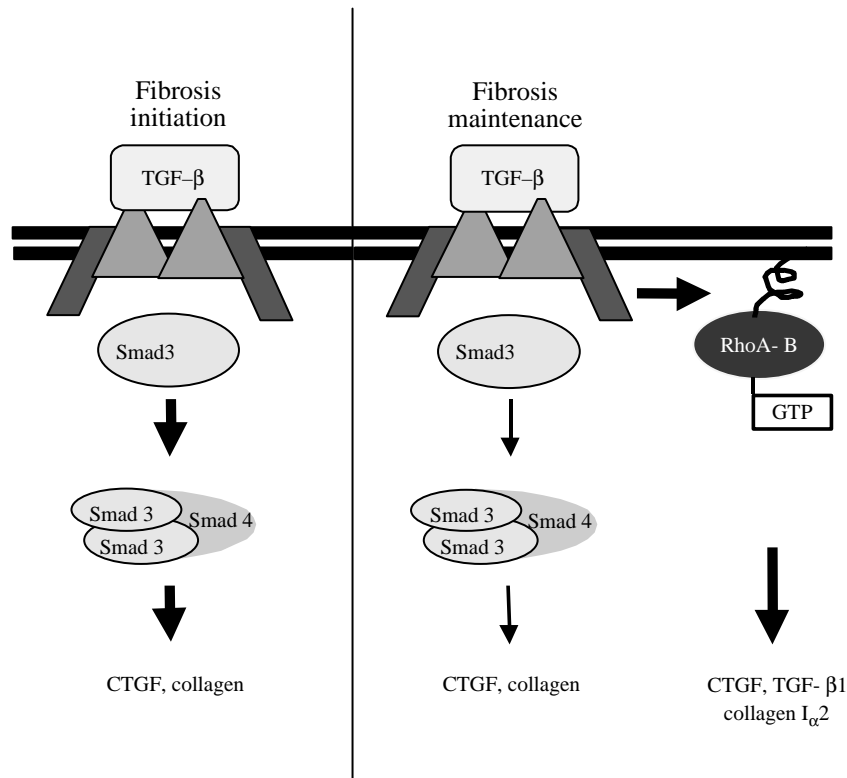 Fibrosis
initiation
TGF–β
Smad3
Smad 3
Smad 4
Smad 3
CTGF, collagen
Fibrosis
maintenance
TGF–β
Smad3
Smad 3
Smad 4
Smad 3
CTGF, collagen
RhoA- B
GTP
CTGF, TGF- β1
collagen Iα2